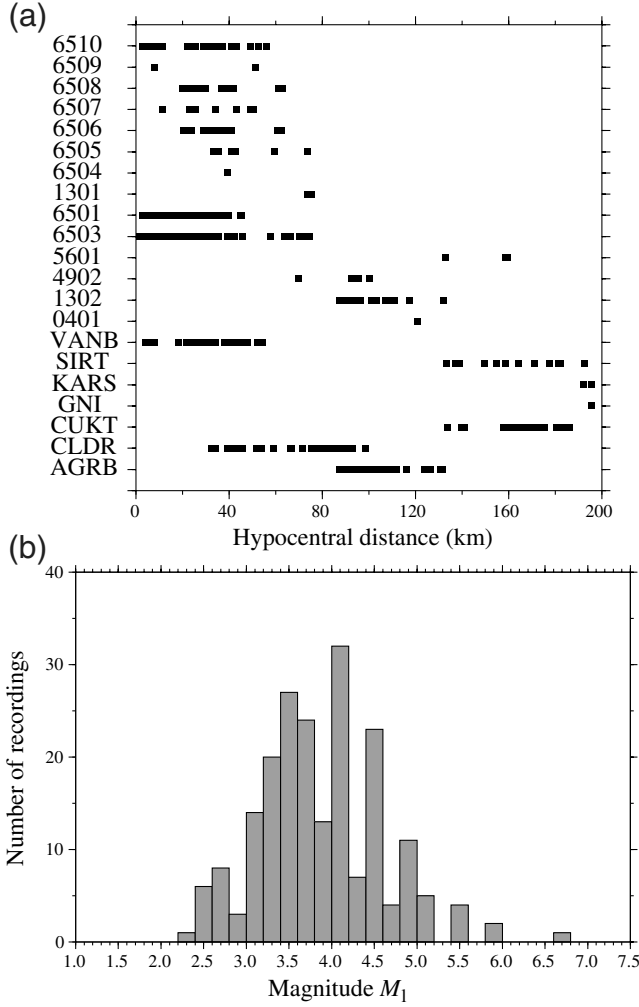 (a)
6510
6509
6508
6507
6506
6505
6504
1301
6501
6503
5601
4902
1302
0401
VANB
SIRT
KARS
GNI
CUKT
CLDR
AGRB
0 40 80 120 160 200
Hypocentral distance (km)
(b)
40
30
20
10
0
Number of recordings
1.0 2.0 2.5 3.0 3.5 4.0 4.5 5.0 5.5 6.0 6.5 7.0 7.5
Magnitude M1